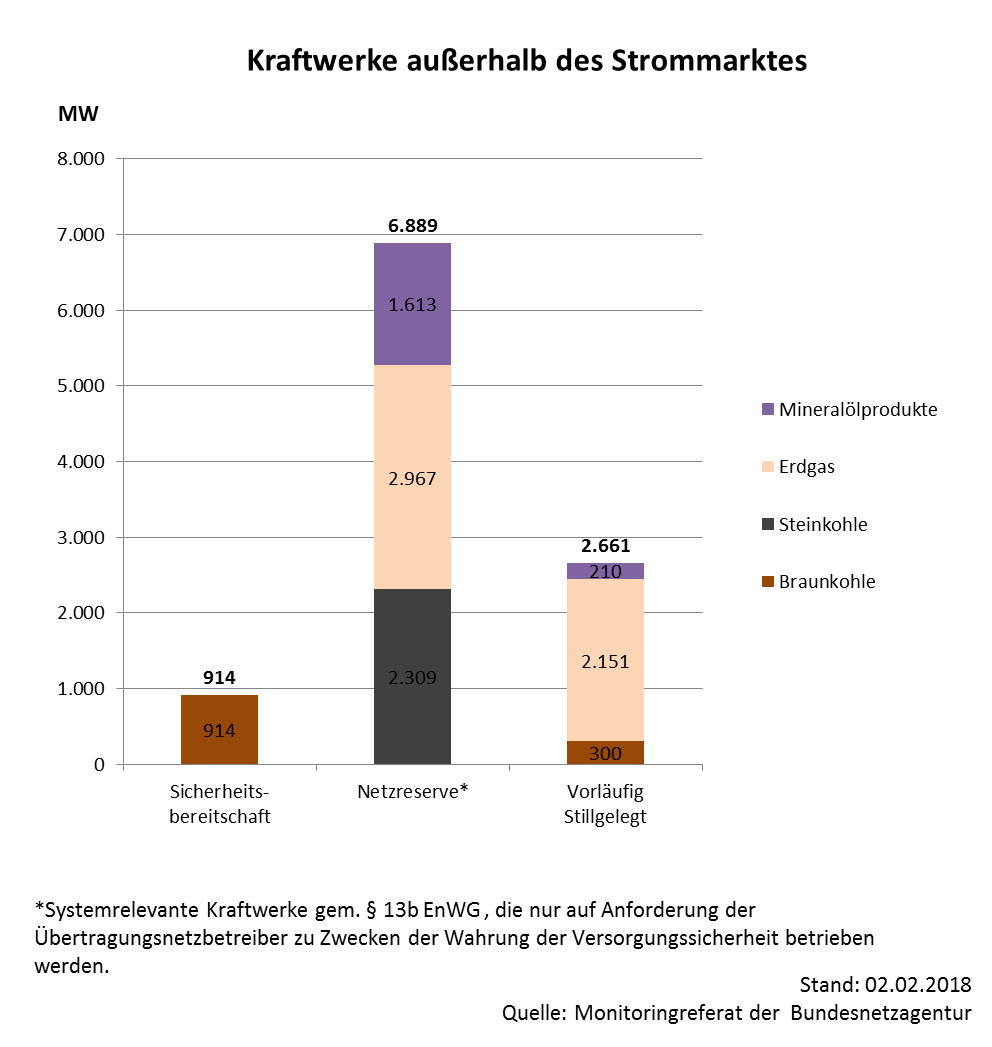 Kraftwerke außerhalb des Strommarktes
MW
8.000
7.000
6.000
5.000
4.000
3.000
2.000
1.000
0
914
914
6.889
1.613
2.967
2.309
2.661
210
2.151
300
Sicherheits-
bereitschaft
Netzreserve*
Vorläufig
Stillgelegt
Mineralölprodukte
Erdgas
Steinkohle
Braunkohle
*Systemrelevante Kraftwerke gem. § 13b EnWG , die nur auf Anforderung der
Übertragungsnetzbetreiber zu Zwecken der Wahrung der Versorgungssicherheit betrieben
werden.
Stand: 02.02.2018
Quelle: Monitoringreferat der Bundesnetzagentur